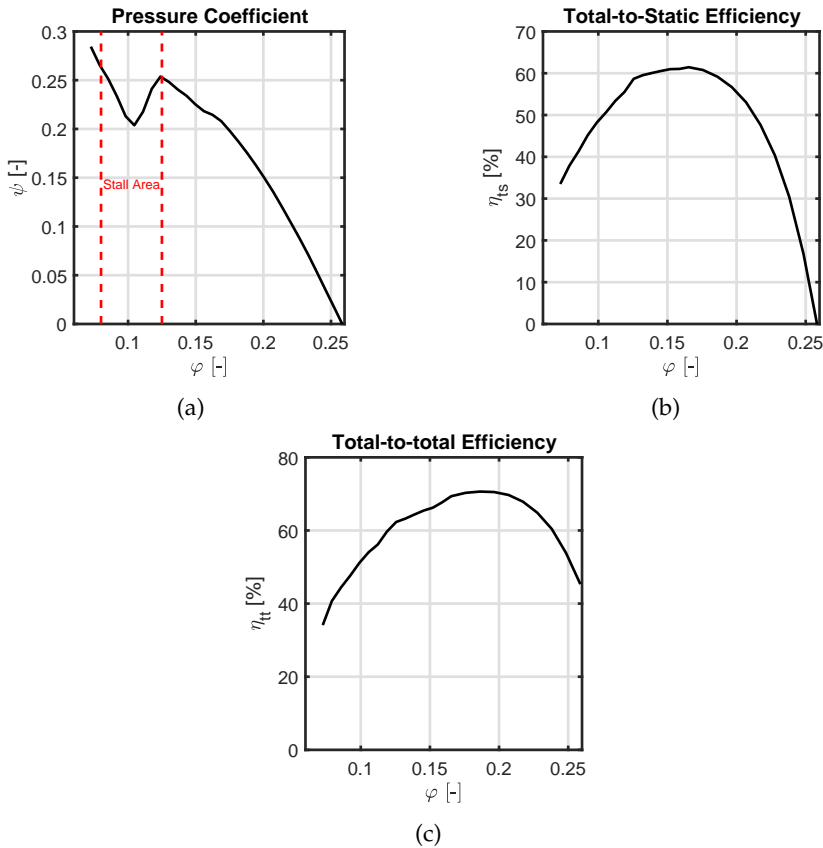 Pressure Coefficient
0.3
0.25
0.2
0.15
0.1
0.05
0
ψ [-]
Stall Area
0.1
0.15
0.2
0.25
φ [-]
(a)
Total-to-Static Efficiency
70
60
50
40
30
20
10
0
η_ts [%]
0.1
0.15
0.2
0.25
φ [-]
(b)
Total-to-total Efficiency
80
60
40
20
0
η_tt [%]
0.1
0.15
0.2
0.25
φ [-]
(c)